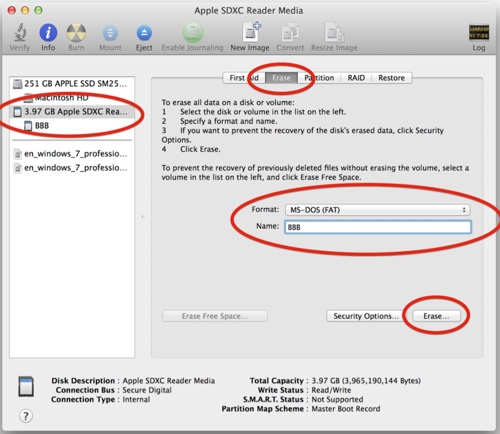 Apple SDXC Reader Media
Verify Info Burn Mount Eject Enable Journaling New Image Convert Resize Image Log
251 GB APPLE SSD SM25...
Macintosh HD
3.97 GB Apple SDXC Rea...
BBB
en_windows_7_professio...
en_windows_7_professio...
First Aid Erase Partition RAID Restore
To erase all data on a disk or volume:
1 Select the disk or volume in the list on the left.
2 Specify a format and name.
3 If you want to prevent the recovery of the disk's erased data, click Security
Options.
4 Click Erase.
To prevent the recovery of previously deleted files without erasing the volume, select a
volume in the list on the left, and click Erase Free Space.
Format: MS-DOS (FAT)
Name: BBB
Erase Free Space... Security Options... Erase...
Disk Description : Apple SDXC Reader Media Total Capacity : 3.97 GB (3,965,190,144 Bytes)
Connection Bus : Secure Digital Write Status : Read/Write
Connection Type : Internal S.M.A.R.T. Status : Not Supported
Partition Map Scheme : Master Boot Record
?